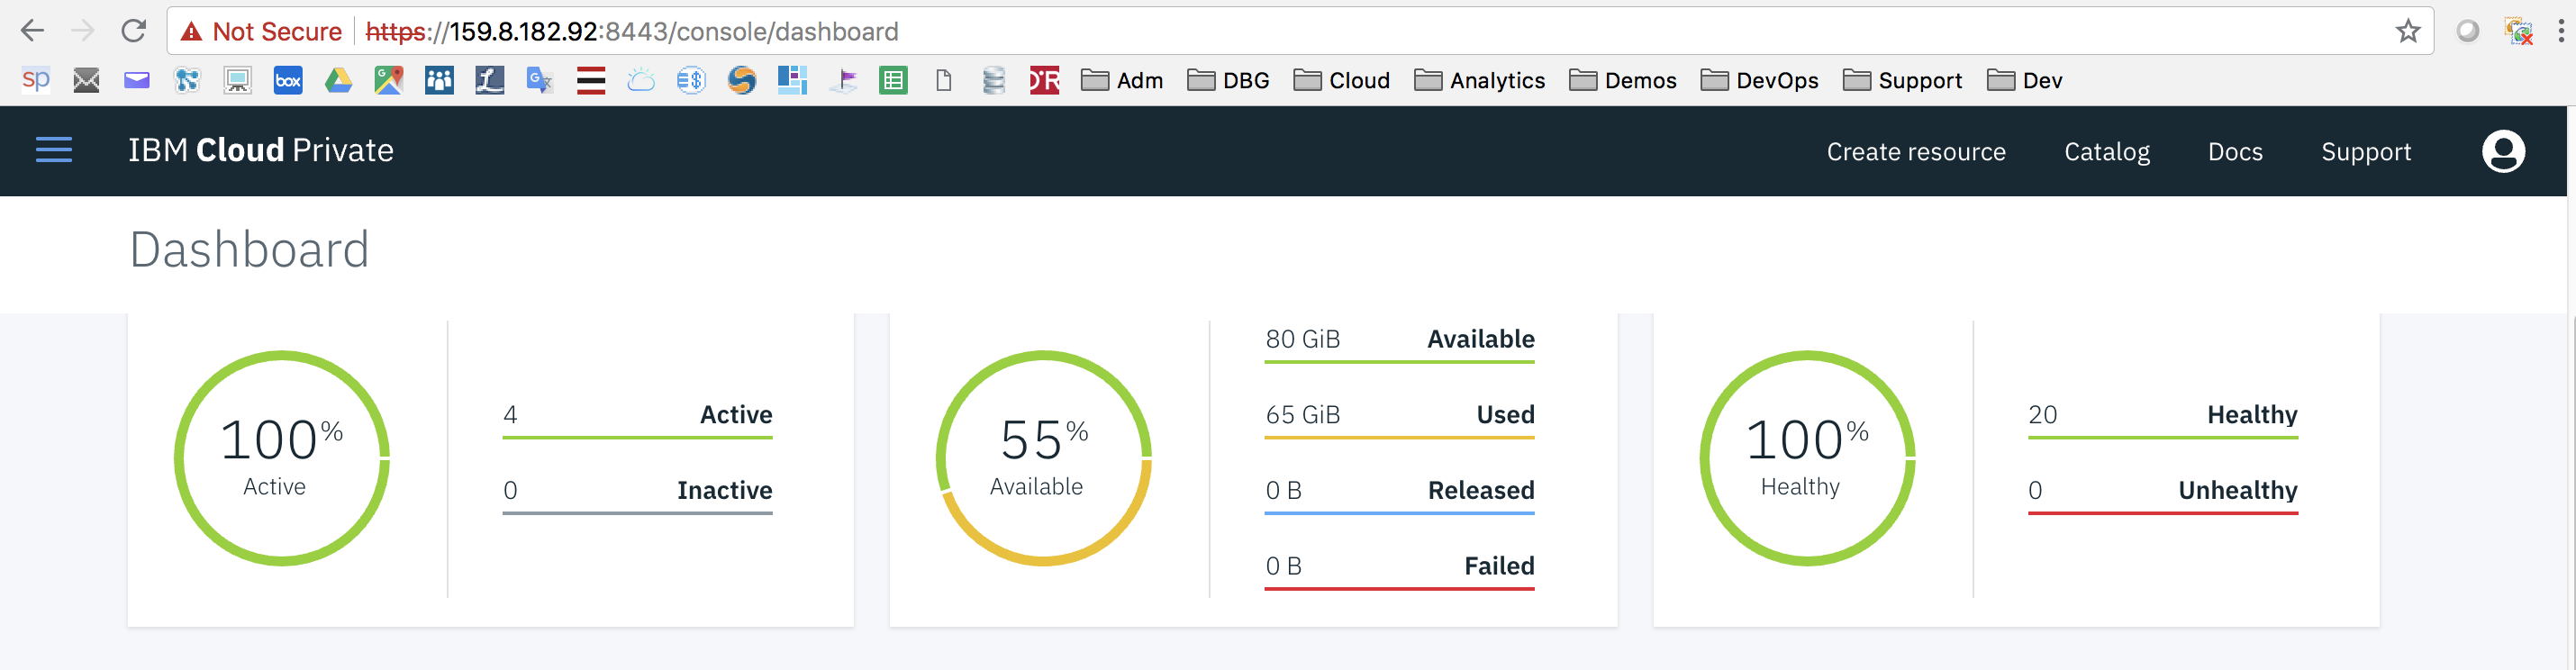 Not Secure https://159.8.182.92:8443/console/dashboard
sp box Adm DBG Cloud Analytics Demos DevOps Support Dev
IBM Cloud Private Create resource Catalog Docs Support
Dashboard
100% Active
4 Active
0 Inactive
55% Available
80 GiB Available
65 GiB Used
0 B Released
0 B Failed
100% Healthy
20 Healthy
0 Unhealthy